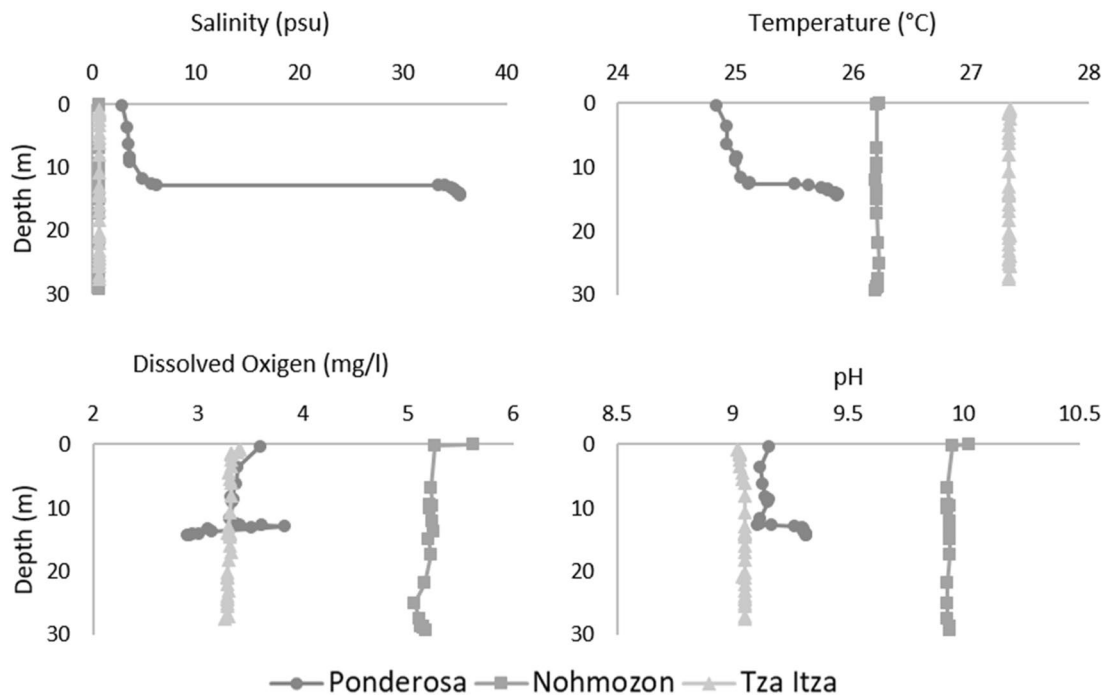 Salinity (psu)
0 10 20 30 40
Depth (m)
0
10
20
30
Temperature (°C)
24 25 26 27 28
0
10
20
30
Dissolved Oxigen (mg/l)
2 3 4 5 6
Depth (m)
0
10
20
30
pH
8.5 9 9.5 10 10.5
0
10
20
30
Ponderosa Nohmozon Tza Itza